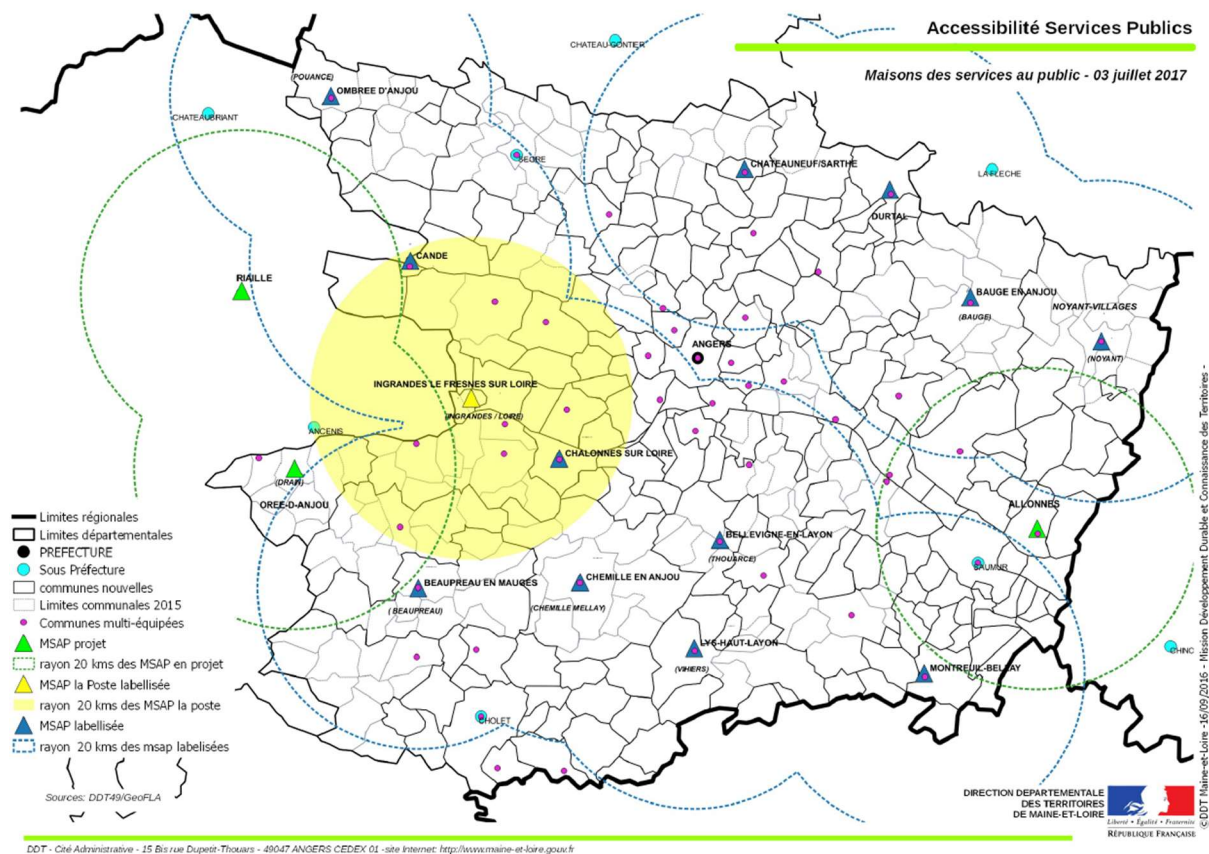 Accessibilité Services Publics
Maisons des services au public - 03 juillet 2017
CHATEAU-GONTIER
(POUANCE)
OMBREE D'ANJOU
CHATEAUBRIANT
SEGRE
CHATEAUNEUF/SARTHE
LA FLECHE
DURTAL
CANDE
RIAILLE
BAUGE EN ANJOU
(BAUGE)
NOYANT-VILLAGES
(NOYANT)
ANGERS
INGRANDES LE FRESNES SUR LOIRE
(INGRANDES / LOIRE)
ANCENIS
CHALONNES SUR LOIRE
(DRAIN)
OREE-D-ANJOU
ALLONNES
BELLEVIGNE-EN-LAYON
(THOUARCE)
SAUMUR
BEAUPREAU EN MAUGES
( BEAUPREAU)
CHEMILLE EN ANJOU
(CHEMILLE MELLAY)
LYS-HAUT-LAYON
(VIHIERS)
CHINO
MONTREUIL-BELLAY
CHOLET
Limites régionales
Limites départementales
PREFECTURE
Sous Préfecture
communes nouvelles
Limites communales 2015
Communes multi-équipées
MSAP projet
rayon 20 kms des MSAP en projet
MSAP la Poste labellisée
rayon 20 kms des MSAP la poste
MSAP labellisée
rayon 20 kms des msap labelisées
Sources: DDT49/GeoFLA
DIRECTION DEPARTEMENTALE
DES TERRITOIRES
DE MAINE-et-LOIRE
Liberté • Égalité • Fraternité
RÉPUBLIQUE FRANÇAISE
©DDT Maine-et-Loire -16/09/2016 - Mission Développement Durable et Connaissance des Territoires -
DDT - Cité Administrative - 15 Bis rue Dupetit-Thouars - 49047 ANGERS CEDEX 01 -site Internet: http://www.maine-et-loire.gouv.fr